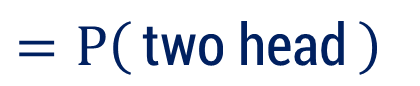 = P( two head )